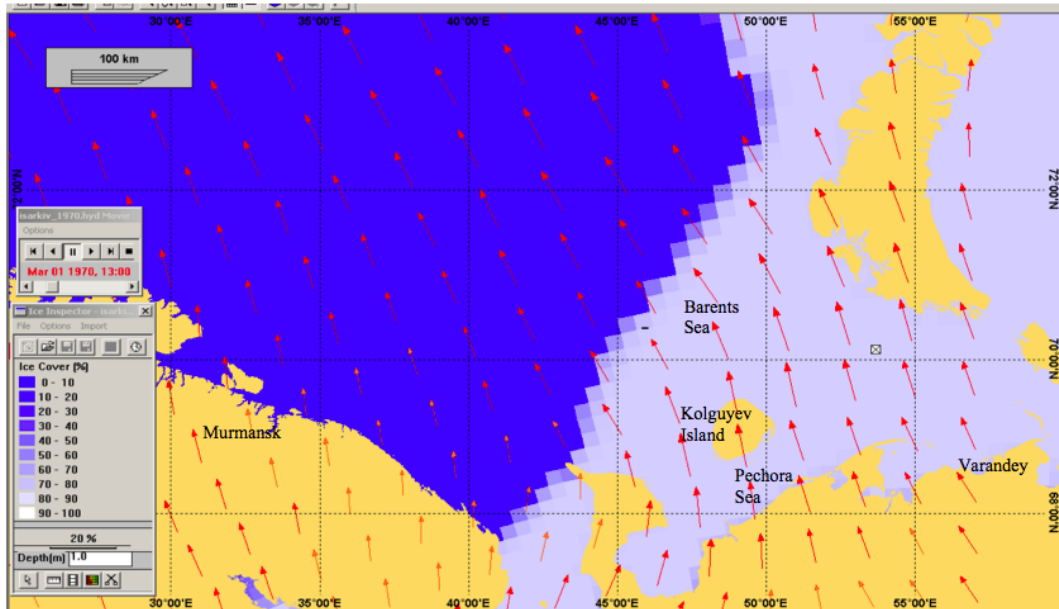 30°00'E 35°00'E 40°00'E 45°00'E 50°00'E 55°00'E
100 km
72°00'N
isarkiv_1970.hyd Movie
Options
Mar 01 1970, 13:00
Ice Inspector - isarks...
File Options Import
Ice Cover [%]
0 - 10
10 - 20
20 - 30
30 - 40
40 - 50
50 - 60
60 - 70
70 - 80
80 - 90
90 - 100
20 %
Depth(m) 1.0
Murmansk
Barents
Sea
70°00'N
Kolguyev
Island
Pechora
Sea
Varandey
68°00'N
30°00'E 35°00'E 40°00'E 45°00'E 50°00'E 55°00'E